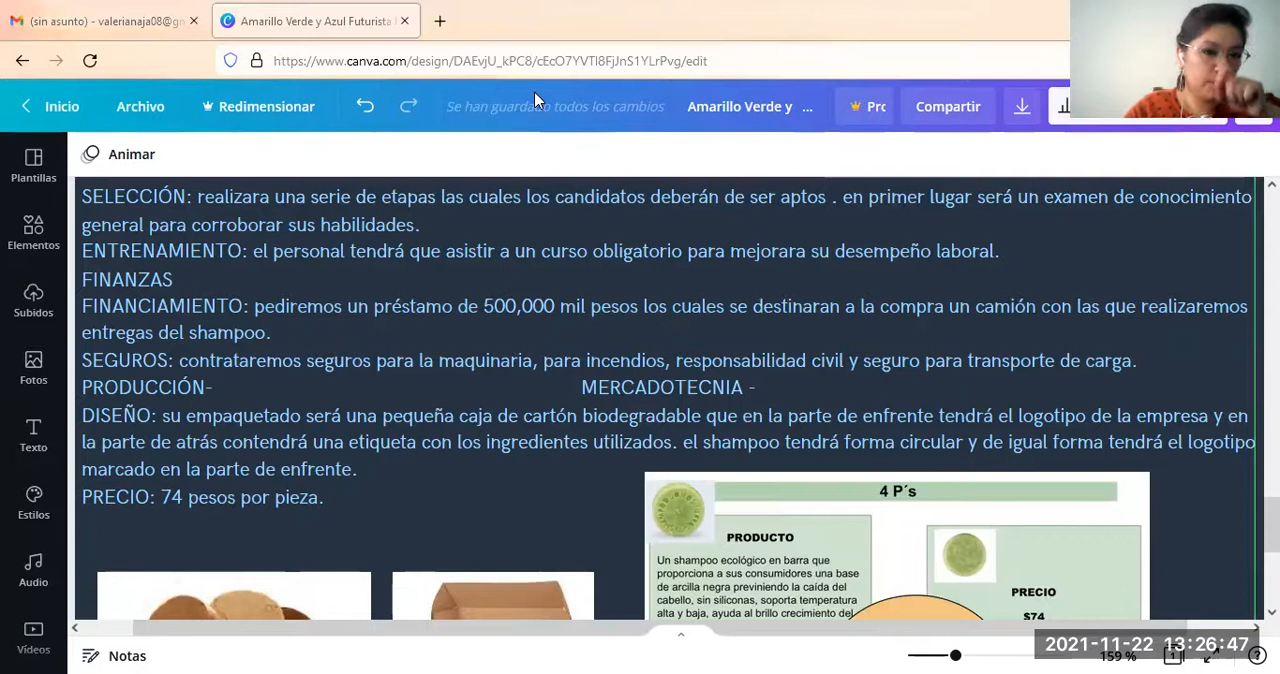 (sin asunto) - valerianaja08@gm
Amarillo Verde y Azul Futurista
https://www.canva.com/design/DAEvjU_kPC8/cEcO7YVTl8FjJnS1YLrPvg/edit
Inicio
Archivo
Redimensionar
Se han guardado todos los cambios
Amarillo Verde y ...
Prc
Compartir
Plantillas
Elementos
Subidos
Fotos
Texto
Estilos
Audio
Vídeos
Animar
SELECCIÓN: realizara una serie de etapas las cuales los candidatos deberán de ser aptos . en primer lugar será un examen de conocimiento
general para corroborar sus habilidades.
ENTRENAMIENTO: el personal tendrá que asistir a un curso obligatorio para mejorara su desempeño laboral.
FINANZAS
FINANCIAMIENTO: pediremos un préstamo de 500,000 mil pesos los cuales se destinaran a la compra un camión con las que realizaremos
entregas del shampoo.
SEGUROS: contrataremos seguros para la maquinaria, para incendios, responsabilidad civil y seguro para transporte de carga.
PRODUCCIÓN- MERCADOTECNIA -
DISEÑO: su empaquetado será una pequeña caja de cartón biodegradable que en la parte de enfrente tendrá el logotipo de la empresa y en
la parte de atrás contendrá una etiqueta con los ingredientes utilizados. el shampoo tendrá forma circular y de igual forma tendrá el logotipo
marcado en la parte de enfrente.
PRECIO: 74 pesos por pieza.
4 P´s
PRODUCTO
Un shampoo ecológico en barra que
proporciona a sus consumidores una base
de arcilla negra previniendo la caída del
cabello, sin siliconas, soporta temperatura
alta y baja, ayuda al brillo crecimiento del
PRECIO
$74
Notas
159 %
1
2021-11-22 13:26:47